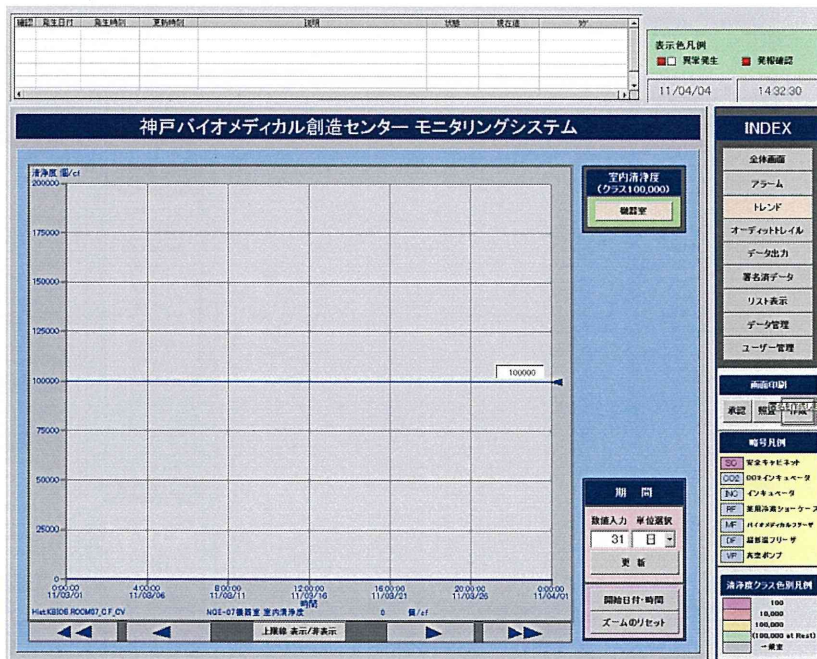 確認 発生日付 発生時刻 更新時刻 説明 状態 現在値 ﾀｸﾞ
表示色凡例
異常発生 発報確認
11/04/04 14:32:30
神戸バイオメディカル創造センター モニタリングシステム
清浄度 個/cf
200000
175000
150000
125000
100000
75000
50000
25000
0
100000
0:00:00 4:00:00 8:00:00 12:00:00 16:00:00 20:00:00 0:00:00
11/03/01 11/03/06 11/03/11 11/03/16 11/03/21 11/03/26 11/04/01
時間
Hist.KBIO6.ROOM07_C.F_CV NQE-07機器室 室内清浄度 0 個/cf
上限線 表示/非表示
室内清浄度
(クラス100,000)
機器室
期 間
数値入力 単位選択
31 日
更 新
開始日付・時間
ズームのリセット
INDEX
全体画面
アラーム
トレンド
オーディットトレイル
データ出力
署名済データ
リスト表示
データ管理
ユーザー管理
画面印刷
承認 照査 作成
略号凡例
SC 安全キャビネット
CO2 CO2インキュベータ
INC インキュベータ
RF 薬用冷蔵ショーケース
MF バイオメディカルフリーザ
DF 超低温フリーザ
VP 真空ポンプ
清浄度クラス色別凡例
100
10,000
100,000
(100,000 at Rest)
一般室